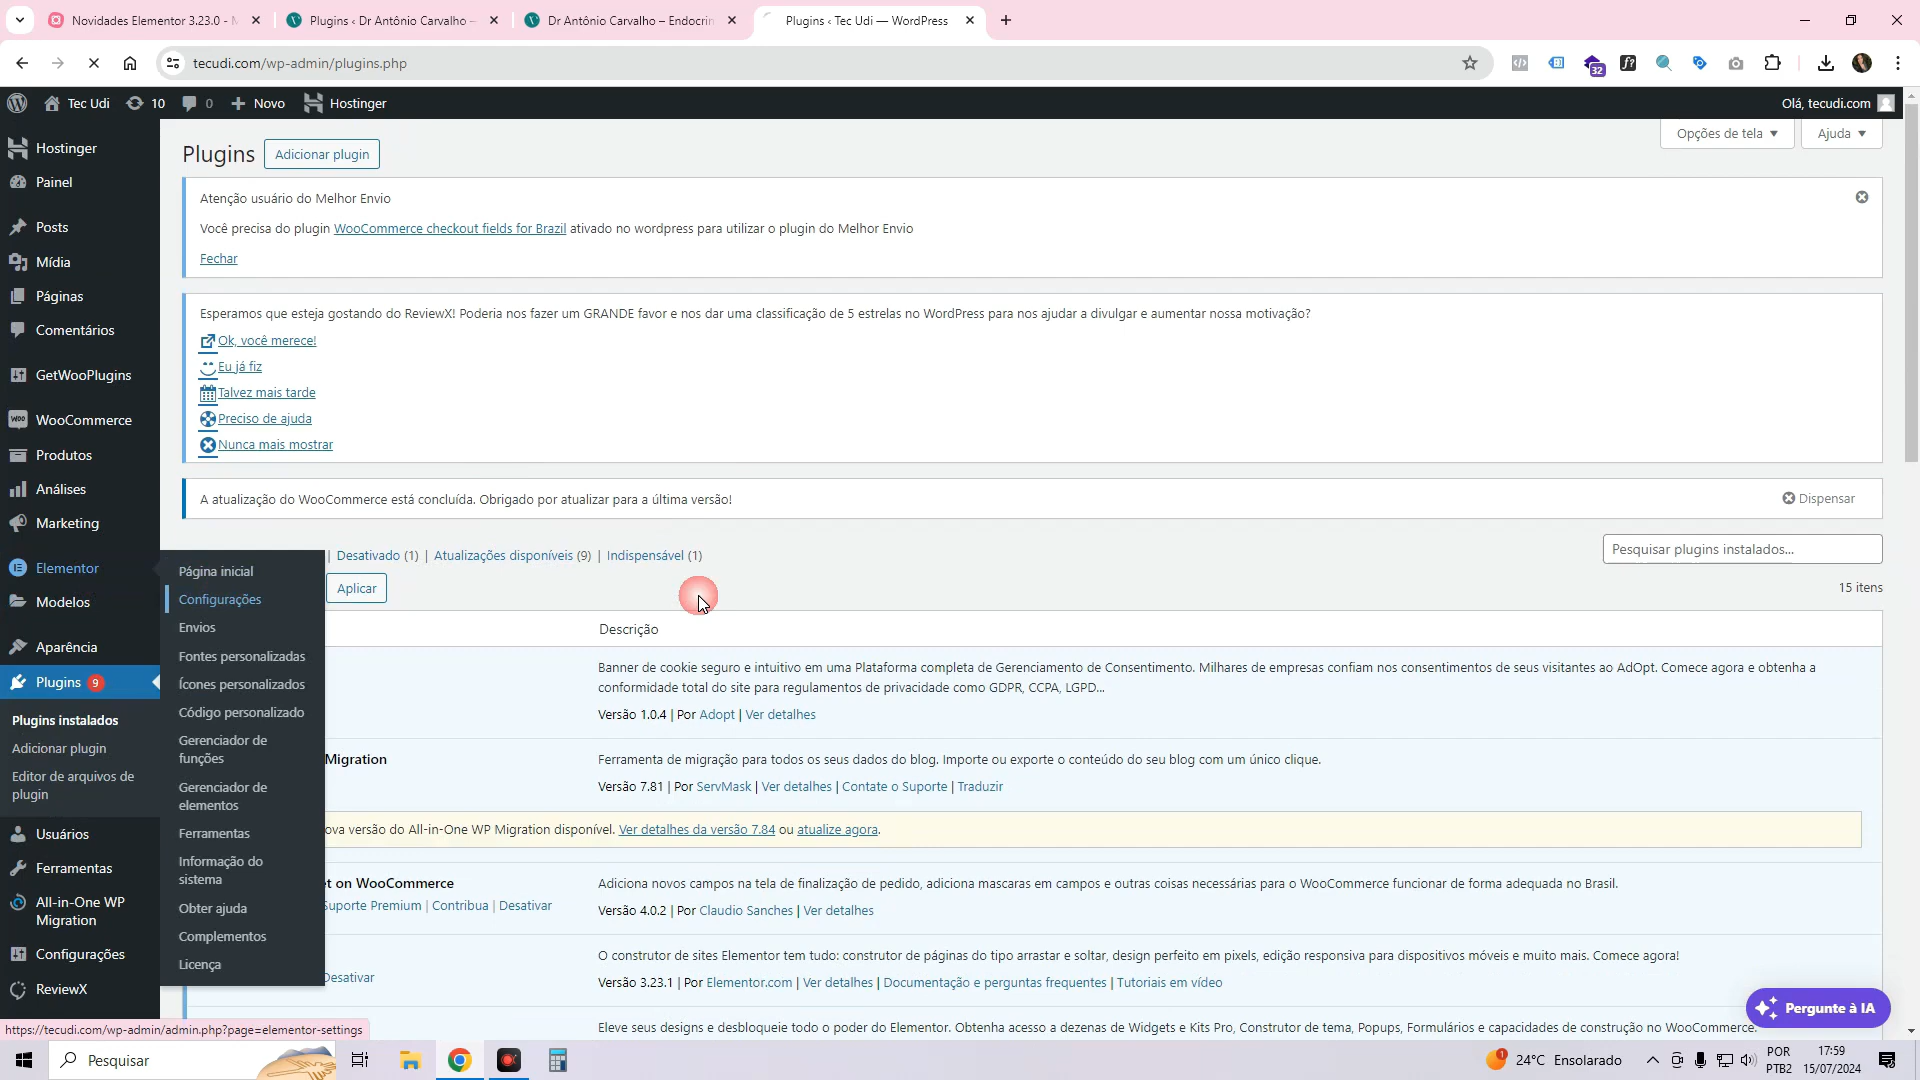 Novidades Elementor 3.23.0 -
Plugins ‹ Dr Antônio Carvalho —
Dr Antônio Carvalho – Endocrin
Plugins ‹ Tec Udi — WordPress
tecudi.com/wp-admin/plugins.php
32
Tec Udi
10
0
Novo
Hostinger
Olá, tecudi.com
Hostinger
Painel
Posts
Mídia
Páginas
Comentários
GetWooPlugins
WooCommerce
Produtos
Análises
Marketing
Elementor
Modelos
Aparência
Plugins 9
Plugins instalados
Adicionar plugin
Editor de arquivos de
plugin
Usuários
Ferramentas
All-in-One WP
Migration
Configurações
ReviewX
Página inicial
Configurações
Envios
Fontes personalizadas
Ícones personalizados
Código personalizado
Gerenciador de
funções
Gerenciador de
elementos
Ferramentas
Informação do
sistema
Obter ajuda
Complementos
Licença
Opções de tela
Ajuda
Plugins
Adicionar plugin
Atenção usuário do Melhor Envio
Você precisa do plugin WooCommerce checkout fields for Brazil ativado no wordpress para utilizar o plugin do Melhor Envio
Fechar
Esperamos que esteja gostando do ReviewX! Poderia nos fazer um GRANDE favor e nos dar uma classificação de 5 estrelas no WordPress para nos ajudar a divulgar e aumentar nossa motivação?
Ok, você merece!
Eu já fiz
Talvez mais tarde
Preciso de ajuda
Nunca mais mostrar
A atualização do WooCommerce está concluída. Obrigado por atualizar para a última versão!
Dispensar
| Desativado (1) | Atualizações disponíveis (9) | Indispensável (1)
Pesquisar plugins instalados...
Aplicar
15 itens
Descrição
Banner de cookie seguro e intuitivo em uma Plataforma completa de Gerenciamento de Consentimento. Milhares de empresas confiam nos consentimentos de seus visitantes ao AdOpt. Comece agora e obtenha a
conformidade total do site para regulamentos de privacidade como GDPR, CCPA, LGPD...
Versão 1.0.4 | Por Adopt | Ver detalhes
Migration
Ferramenta de migração para todos os seus dados do blog. Importe ou exporte o conteúdo do seu blog com um único clique.
Versão 7.81 | Por ServMask | Ver detalhes | Contate o Suporte | Traduzir
ova versão do All-in-One WP Migration disponível. Ver detalhes da versão 7.84 ou atualize agora.
et on WooCommerce
Suporte Premium | Contribua | Desativar
Adiciona novos campos na tela de finalização de pedido, adiciona mascaras em campos e outras coisas necessárias para o WooCommerce funcionar de forma adequada no Brasil.
Versão 4.0.2 | Por Claudio Sanches | Ver detalhes
Desativar
O construtor de sites Elementor tem tudo: construtor de páginas do tipo arrastar e soltar, design perfeito em pixels, edição responsiva para dispositivos móveis e muito mais. Comece agora!
Versão 3.23.1 | Por Elementor.com | Ver detalhes | Documentação e perguntas frequentes | Tutoriais em vídeo
Eleve seus designs e desbloqueie todo o poder do Elementor. Obtenha acesso a dezenas de Widgets e Kits Pro, Construtor de tema, Popups, Formulários e capacidades de construção no WooCommerce.
Pergunte à IA
https://tecudi.com/wp-admin/admin.php?page=elementor-settings
Pesquisar
24°C Ensolarado
POR
PTB2
17:59
15/07/2024